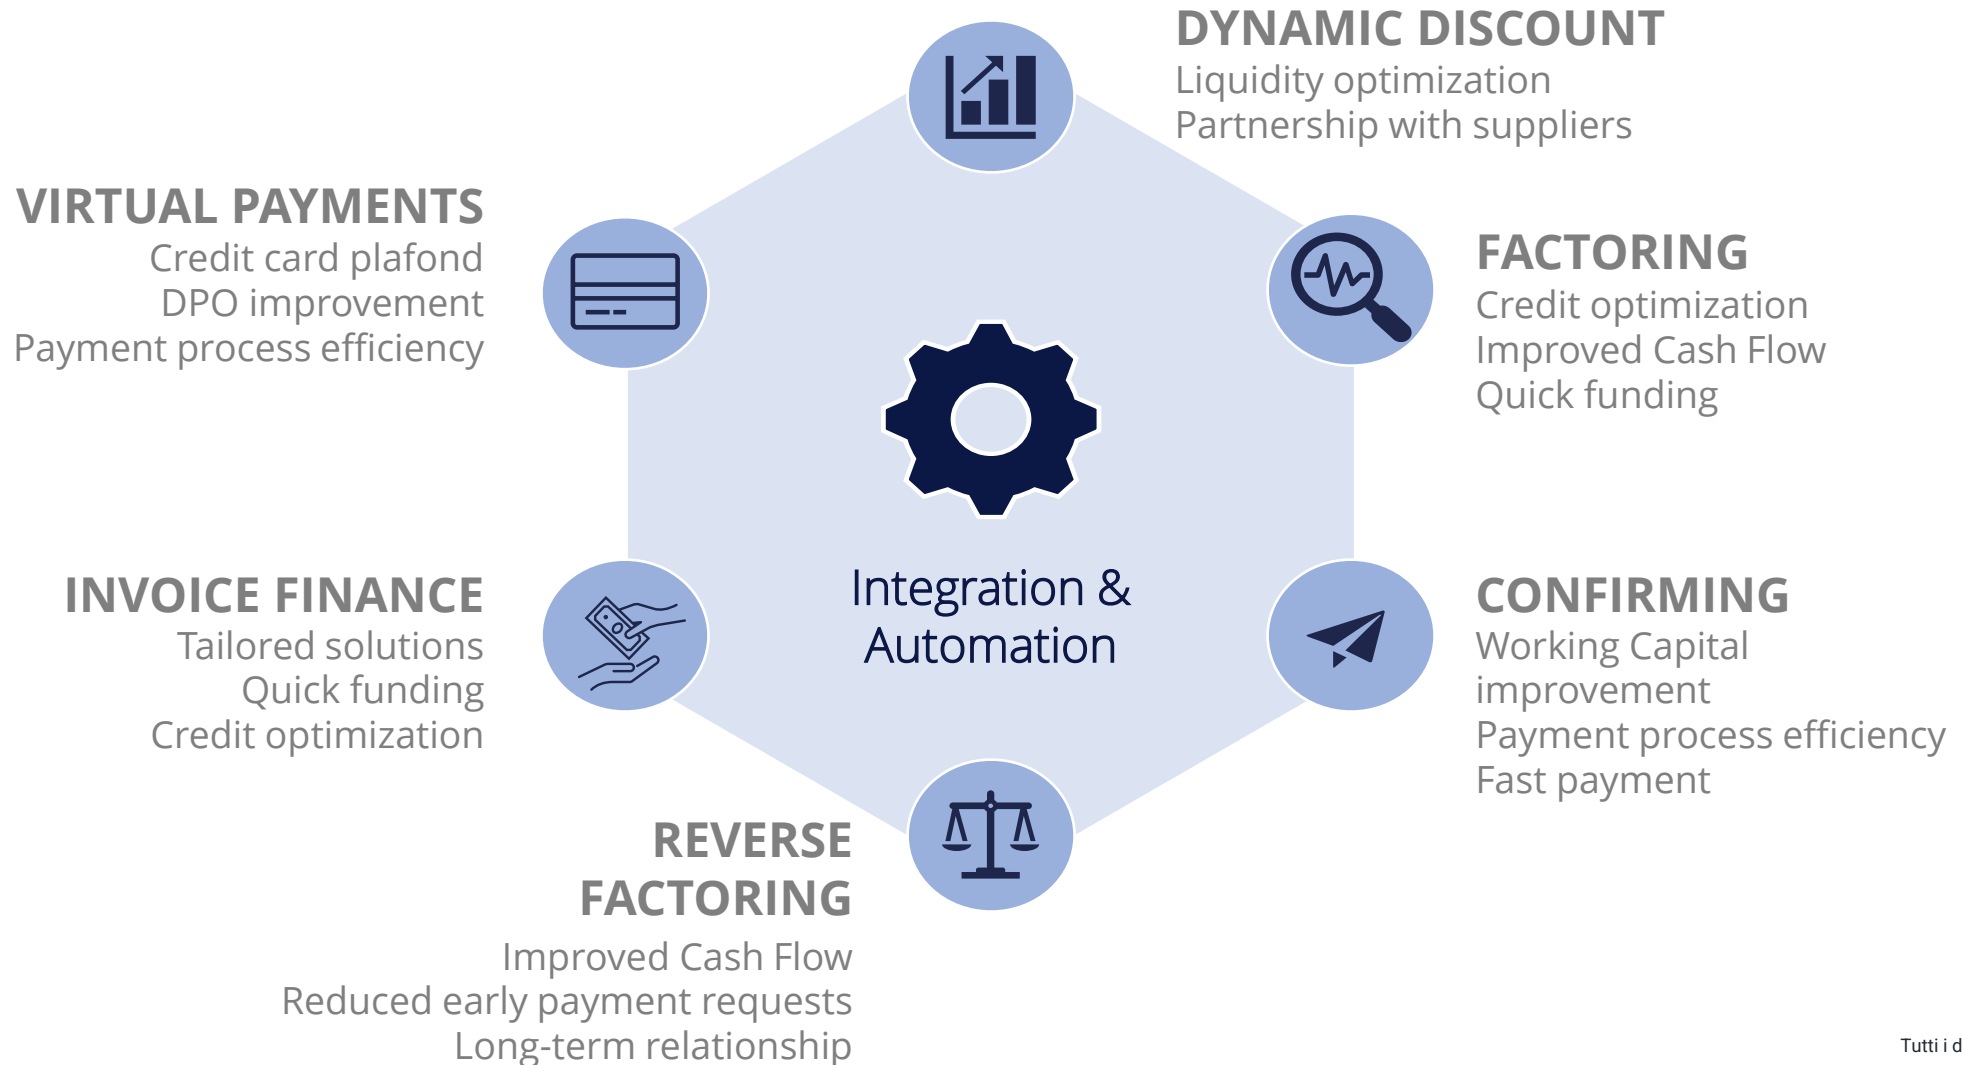 DYNAMIC DISCOUNT
Liquidity optimization
Partnership with suppliers
VIRTUAL PAYMENTS
Credit card plafond
DPO improvement
Payment process efficiency
FACTORING
Credit optimization
Improved Cash Flow
Quick funding
Integration &
Automation
INVOICE FINANCE
Tailored solutions
Quick funding
Credit optimization
CONFIRMING
Working Capital
improvement
Payment process efficiency
Fast payment
REVERSE
FACTORING
Improved Cash Flow
Reduced early payment requests
Long-term relationship
Tutti i d